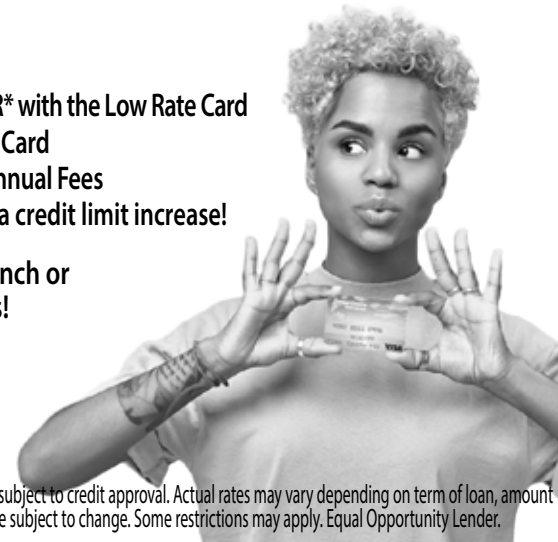 R* with the Low Rate Card
Card
nnual Fees
a credit limit increase!
nch or
s!
VISA
subject to credit approval. Actual rates may vary depending on term of loan, amount
e subject to change. Some restrictions may apply. Equal Opportunity Lender.